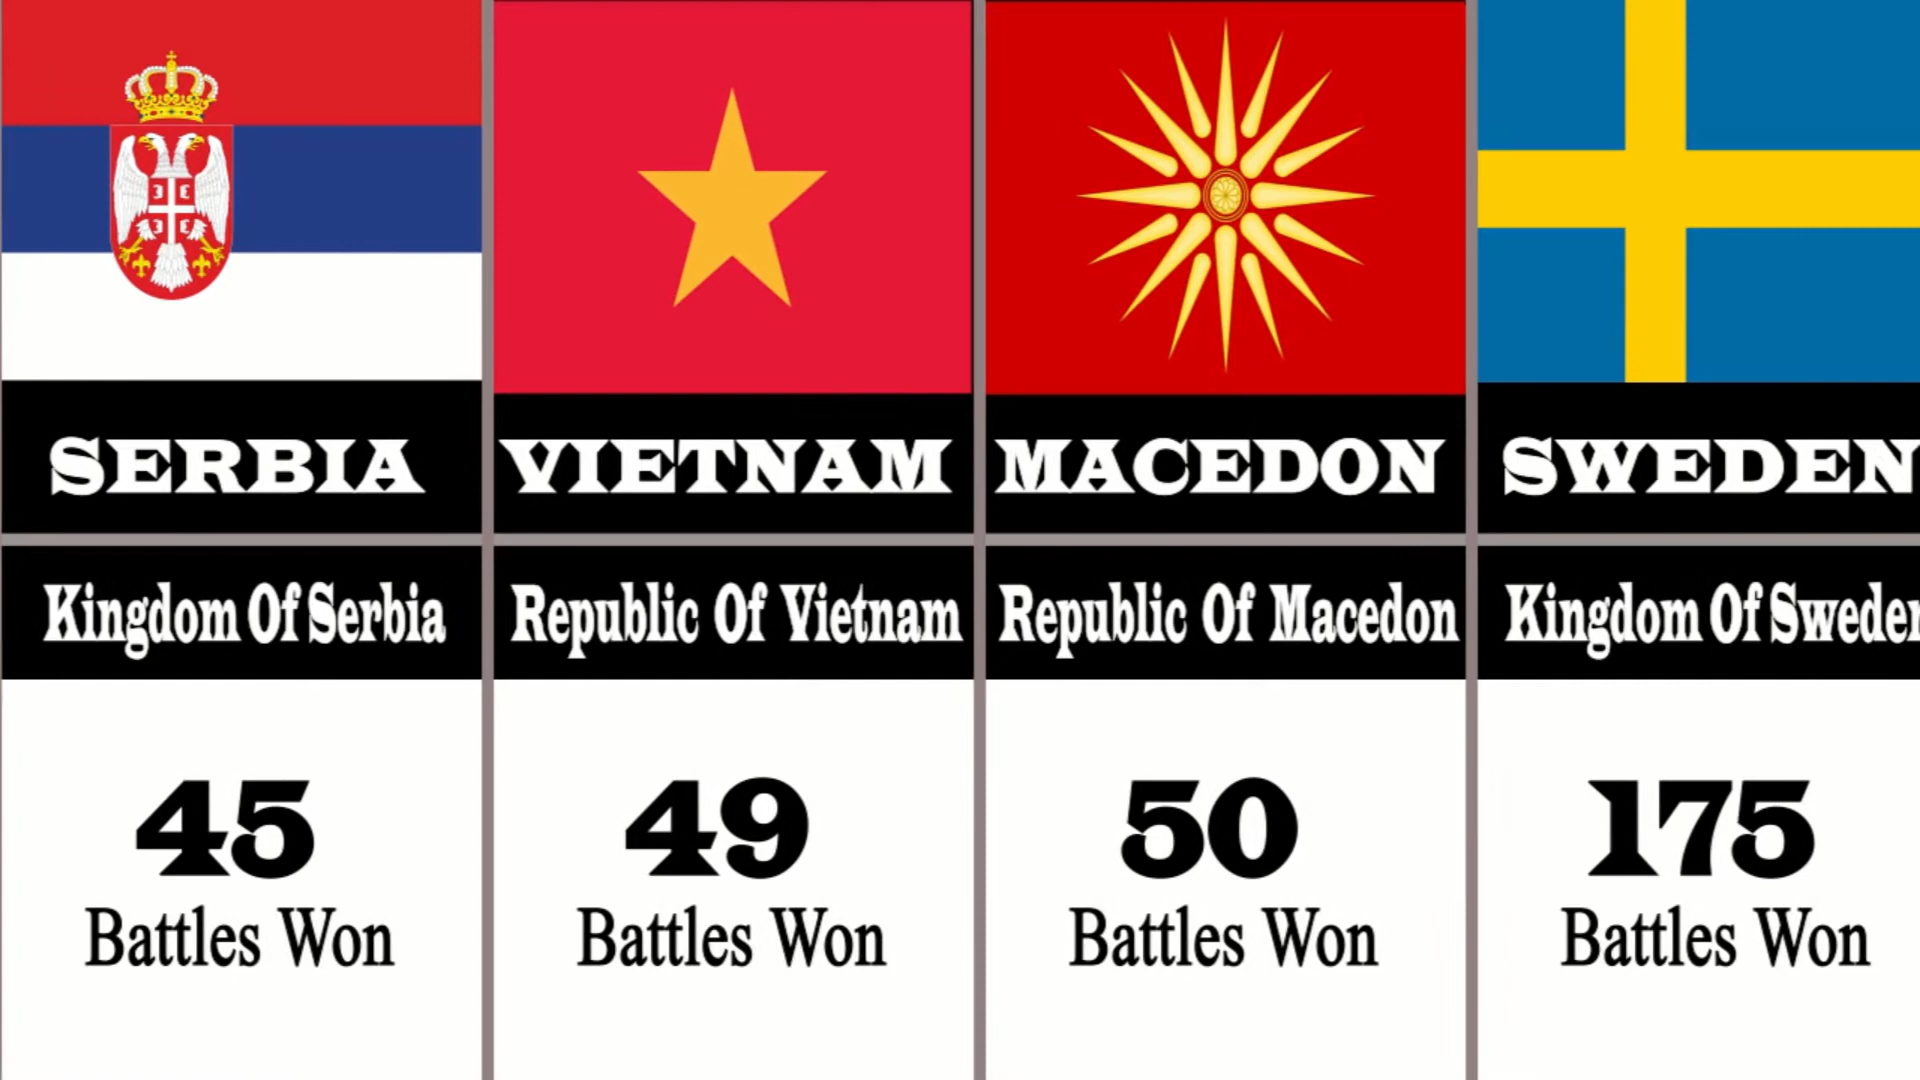 SERBIA
Kingdom Of Serbia
45
Battles Won
VIETNAM
Republic Of Vietnam
49
Battles Won
MACEDON
Republic Of Macedon
50
Battles Won
SWEDEN
Kingdom Of Sweden
175
Battles Won